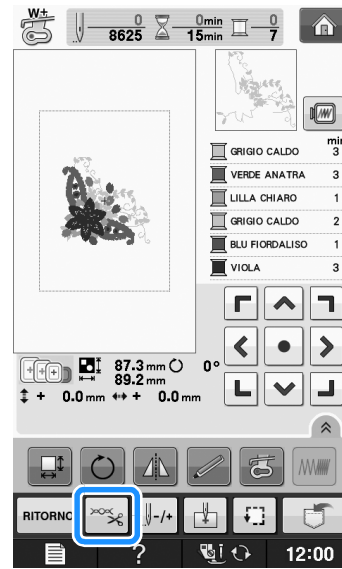 W+
0 0min 0
8625 15min 7
min
GRIGIO CALDO 3
VERDE ANATRA 3
LILLA CHIARO 1
GRIGIO CALDO 2
BLU FIORDALISO 1
VIOLA 3
87.3 mm 0°
89.2 mm
+ 0.0 mm + 0.0 mm
RITORNO -/+
? 12:00